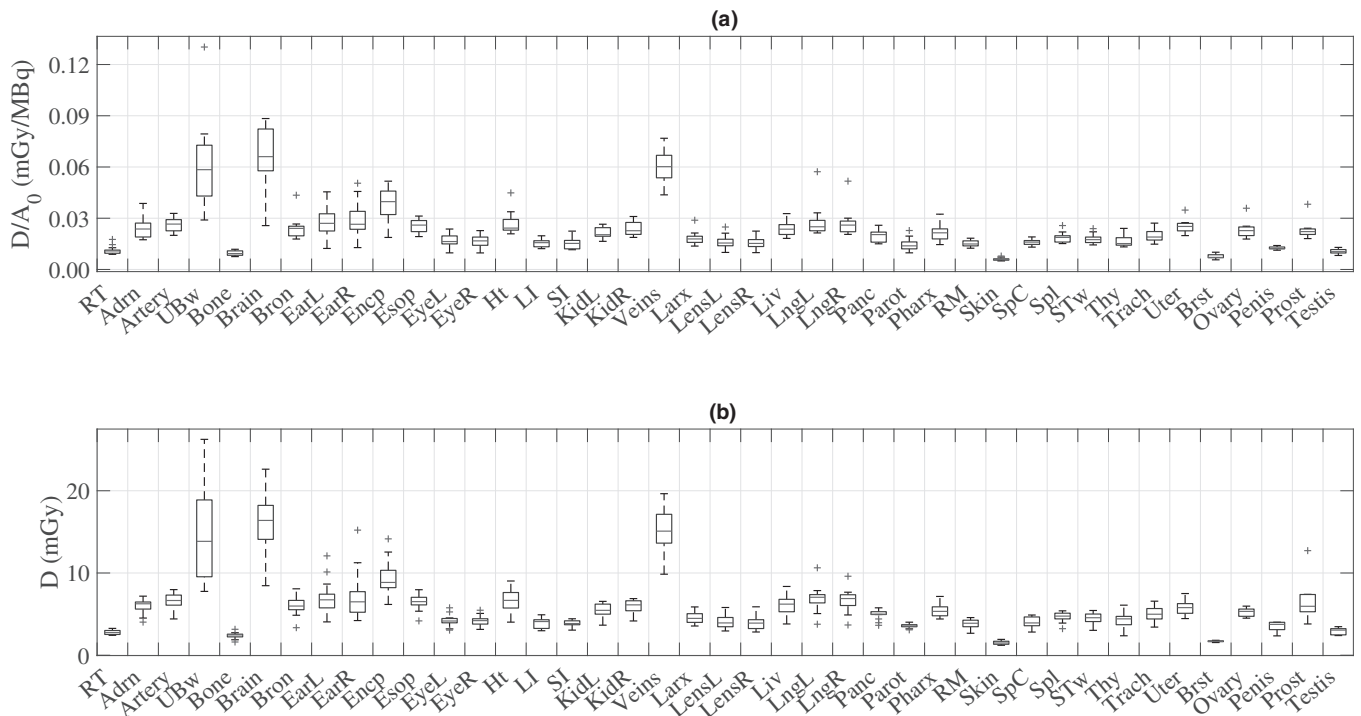 (a)
D/A0 (mGy/MBq)
0.12
0.09
0.06
0.03
0.00
RT Adrn Artery UBw Bone Brain Bron EarL EarR Encp Esop EyeL EyeR Ht LI SI KidL KidR Veins Larx LensL LensR Liv LngL LngR Panc Parot Pharx RM Skin SpC Spl STw Thy Trach Uter Brst Ovary Penis Prost Testis
(b)
D (mGy)
20
10
0
RT Adrn Artery UBw Bone Brain Bron EarL EarR Encp Esop EyeL EyeR Ht LI SI KidL KidR Veins Larx LensL LensR Liv LngL LngR Panc Parot Pharx RM Skin SpC Spl STw Thy Trach Uter Brst Ovary Penis Prost Testis